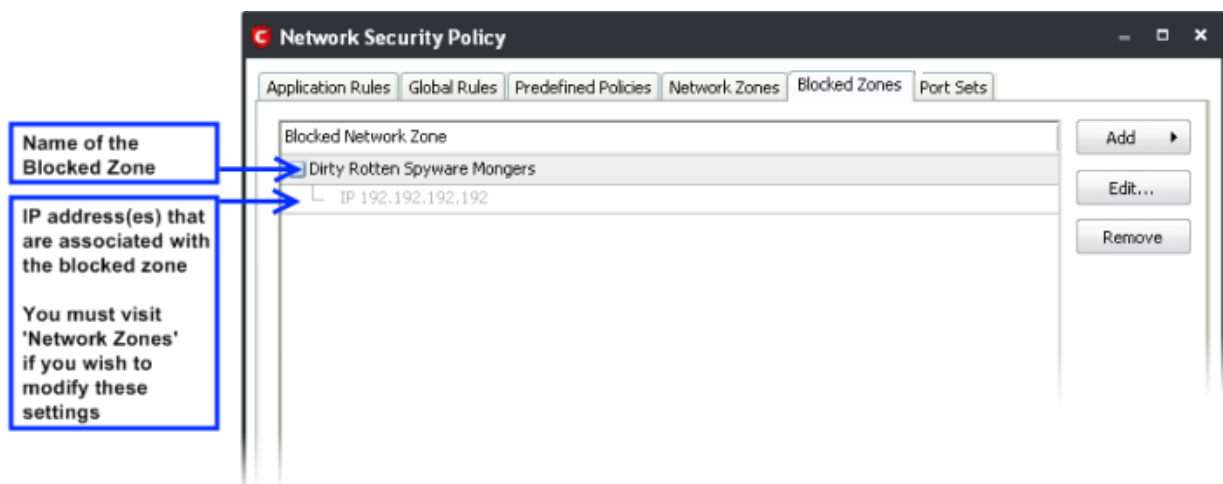 Network Security Policy
Application Rules Global Rules Predefined Policies Network Zones Blocked Zones Port Sets
Name of the
Blocked Zone
Blocked Network Zone
Add
Dirty Rotten Spyware Mongers
Edit...
IP 192.192.192.192
Remove
IP address(es) that
are associated with
the blocked zone
You must visit
'Network Zones'
if you wish to
modify these
settings